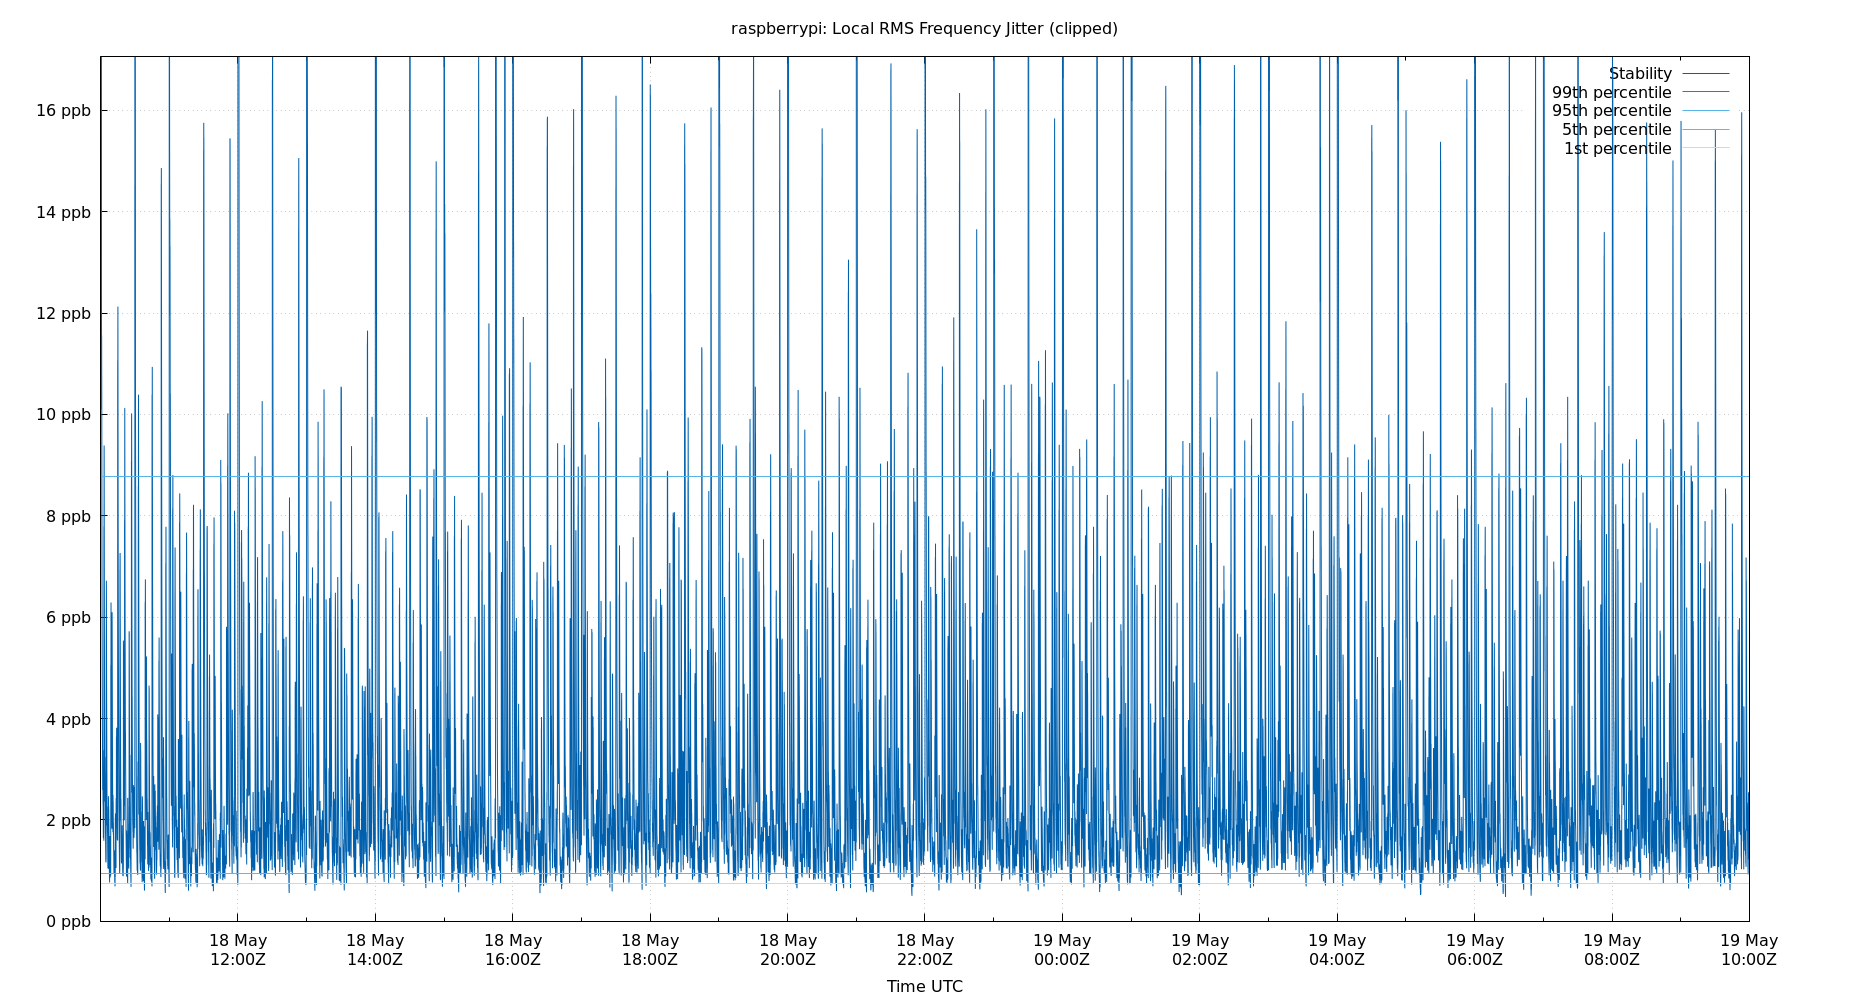 raspberrypi: Local RMS Frequency Jitter (clipped)
Stability
99th percentile
95th percentile
5th percentile
1st percentile
16 ppb
14 ppb
12 ppb
10 ppb
8 ppb
6 ppb
4 ppb
2 ppb
0 ppb
18 May 18 May 18 May 18 May 18 May 18 May 19 May 19 May 19 May 19 May 19 May 19 May
12:00Z 14:00Z 16:00Z 18:00Z 20:00Z 22:00Z 00:00Z 02:00Z 04:00Z 06:00Z 08:00Z 10:00Z
Time UTC